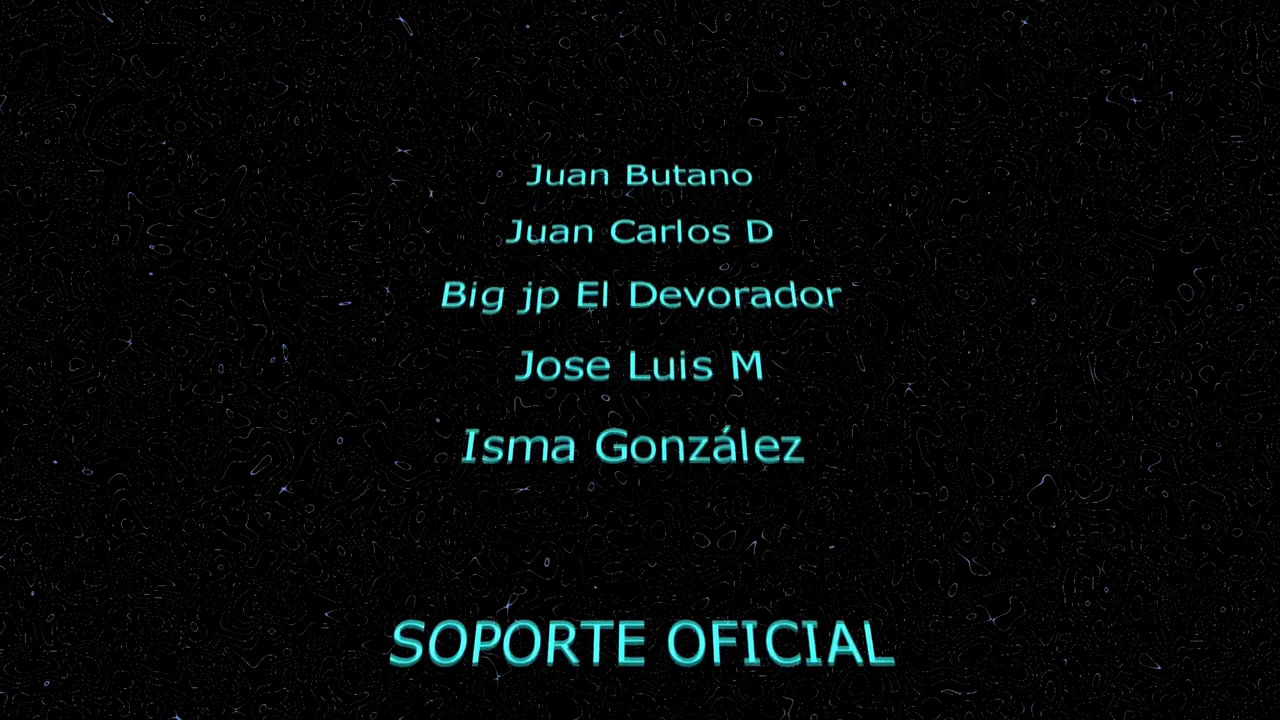 Juan Butano
Juan Carlos D
Big jp El Devorador
Jose Luis M
Isma González
SOPORTE OFICIAL